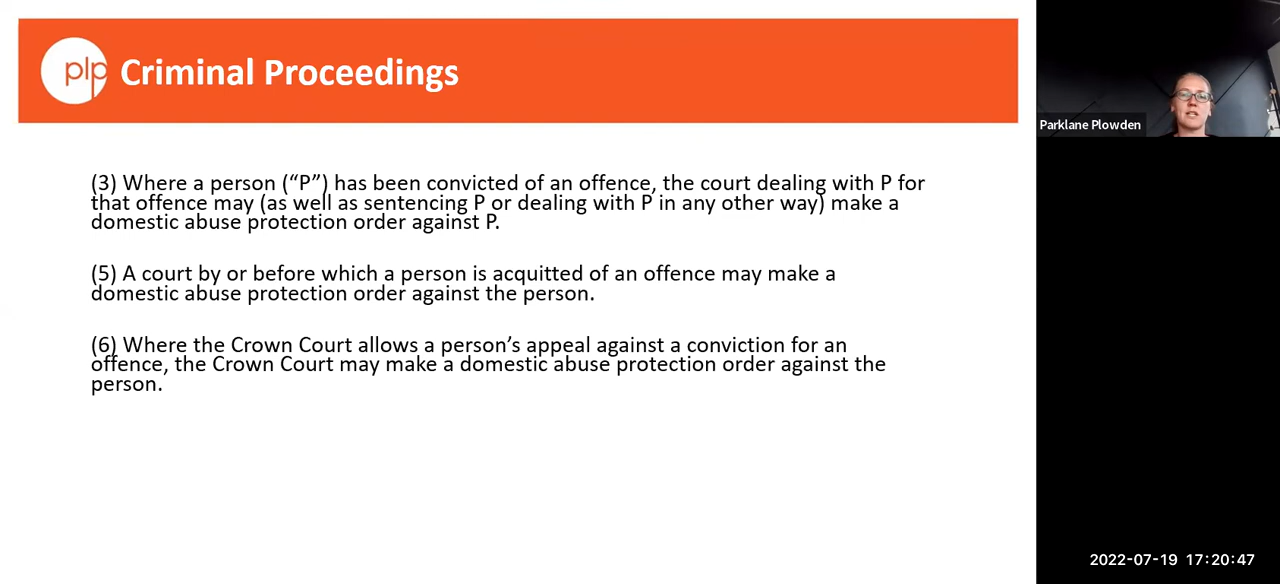 plp Criminal Proceedings
Parklane Plowden
(3) Where a person (“P”) has been convicted of an offence, the court dealing with P for
that offence may (as well as sentencing P or dealing with P in any other way) make a
domestic abuse protection order against P.
(5) A court by or before which a person is acquitted of an offence may make a
domestic abuse protection order against the person.
(6) Where the Crown Court allows a person’s appeal against a conviction for an
offence, the Crown Court may make a domestic abuse protection order against the
person.
2022-07-19 17:20:47